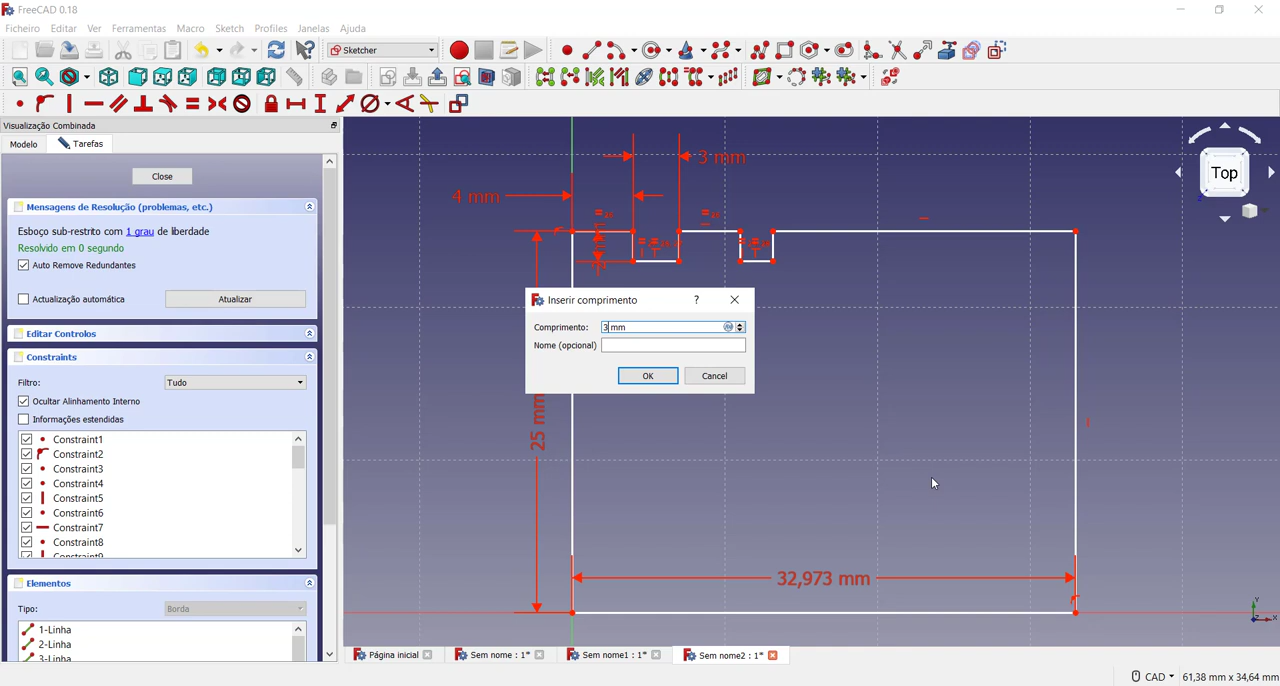 FreeCAD 0.18
Ficheiro Editar Ver Ferramentas Macro Sketch Profiles Janelas Ajuda
Sketcher
Visualização Combinada
Modelo Tarefas
Close
Mensagens de Resolução (problemas, etc.)
Esboço sub-restrito com 1 grau de liberdade
Resolvido em 0 segundo
Auto Remove Redundantes
Actualização automática Atualizar
Editar Controlos
Constraints
Filtro: Tudo
Ocultar Alinhamento Interno
Informações estendidas
Constraint1
Constraint2
Constraint3
Constraint4
Constraint5
Constraint6
Constraint7
Constraint8
Constraint9
Elementos
Tipo: Borda
1-Linha
2-Linha
3-Linha
3 mm
4 mm
Top
Inserir comprimento ?
Comprimento: 3 mm
Nome (opcional)
OK Cancel
25 mm
32,973 mm
Página inicial Sem nome : 1* Sem nome1 : 1* Sem nome2 : 1*
CAD 61,38 mm x 34,64 mm